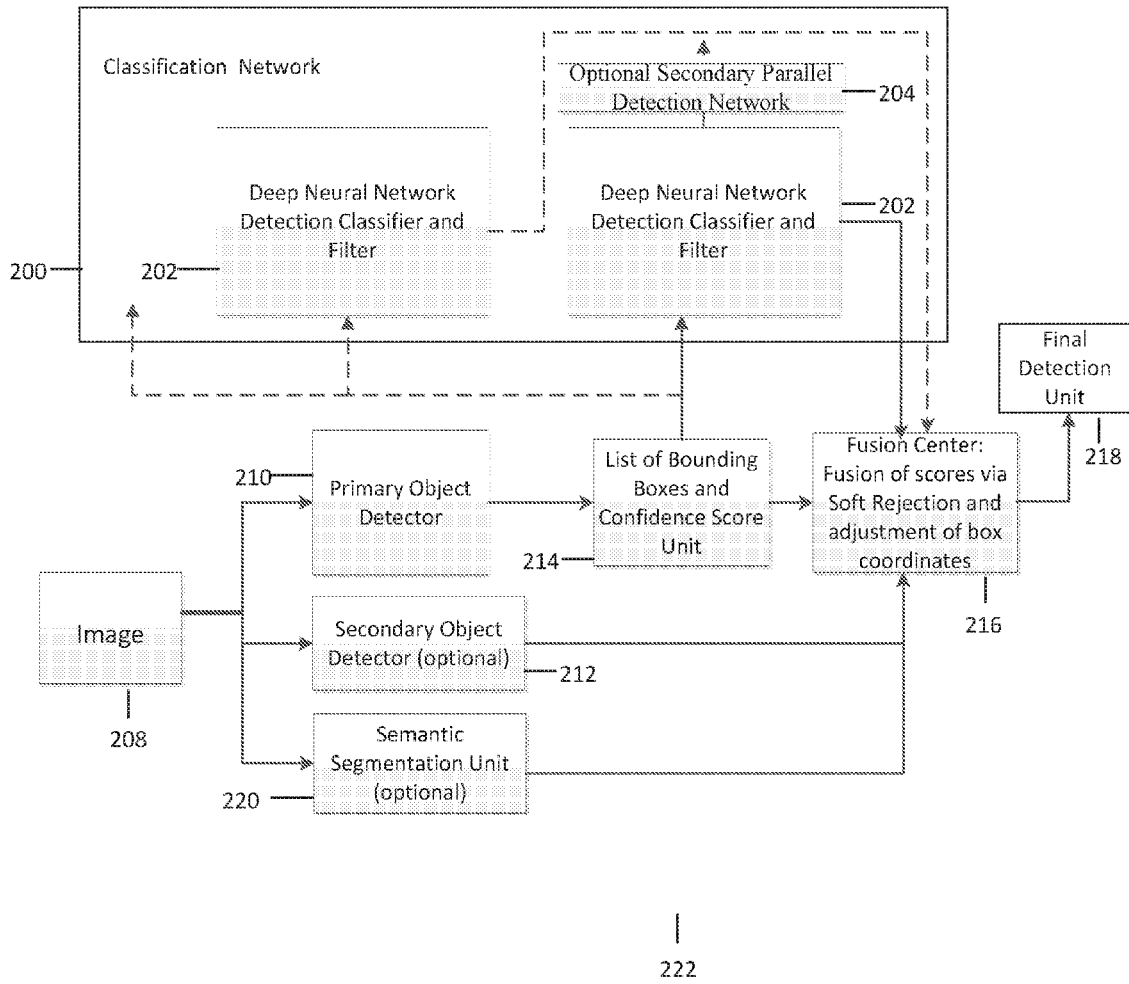 Classification Network
Optional Secondary Parallel
Detection Network
204
Deep Neural Network
Detection Classifier and
Filter
Deep Neural Network
Detection Classifier and
Filter
202
200
202
Final
Detection
Unit
218
210
Primary Object
Detector
List of Bounding
Boxes and
Confidence Score
Unit
214
Fusion Center:
Fusion of scores via
Soft Rejection and
adjustment of box
coordinates
216
Image
208
Secondary Object
Detector (optional)
212
Semantic
Segmentation Unit
(optional)
220
222